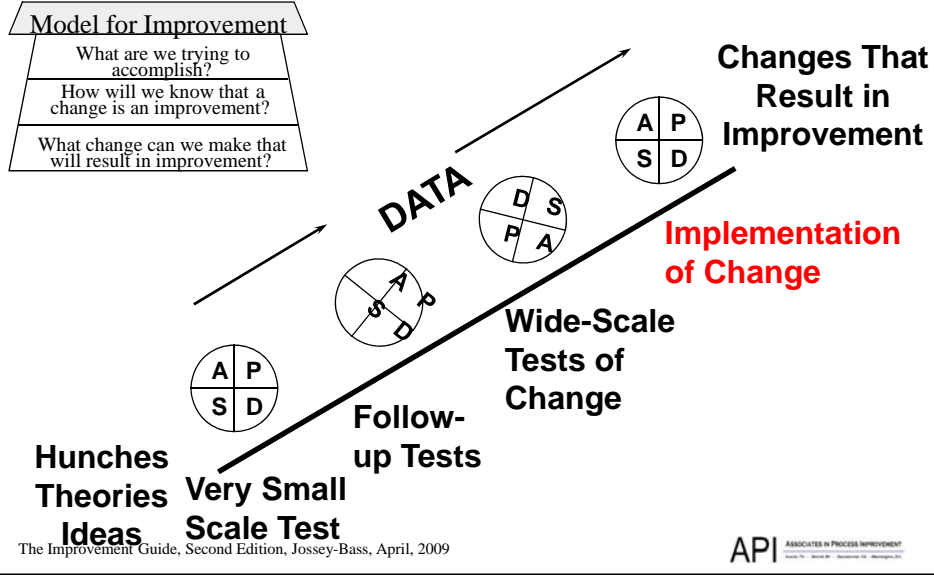 Model for Improvement
What are we trying to
accomplish?
How will we know that a
change is an improvement?
What change can we make that
will result in improvement?
Changes That
Result in
Improvement
A P
S D
DATA
D S
P A
Implementation
of Change
A P
S D
Wide-Scale
Tests of
Change
A P
S D
Follow-
up Tests
Hunches
Theories
Ideas
Very Small
Scale Test
The Improvement Guide, Second Edition, Jossey-Bass, April, 2009
API ASSOCIATES IN PROCESS IMPROVEMENT